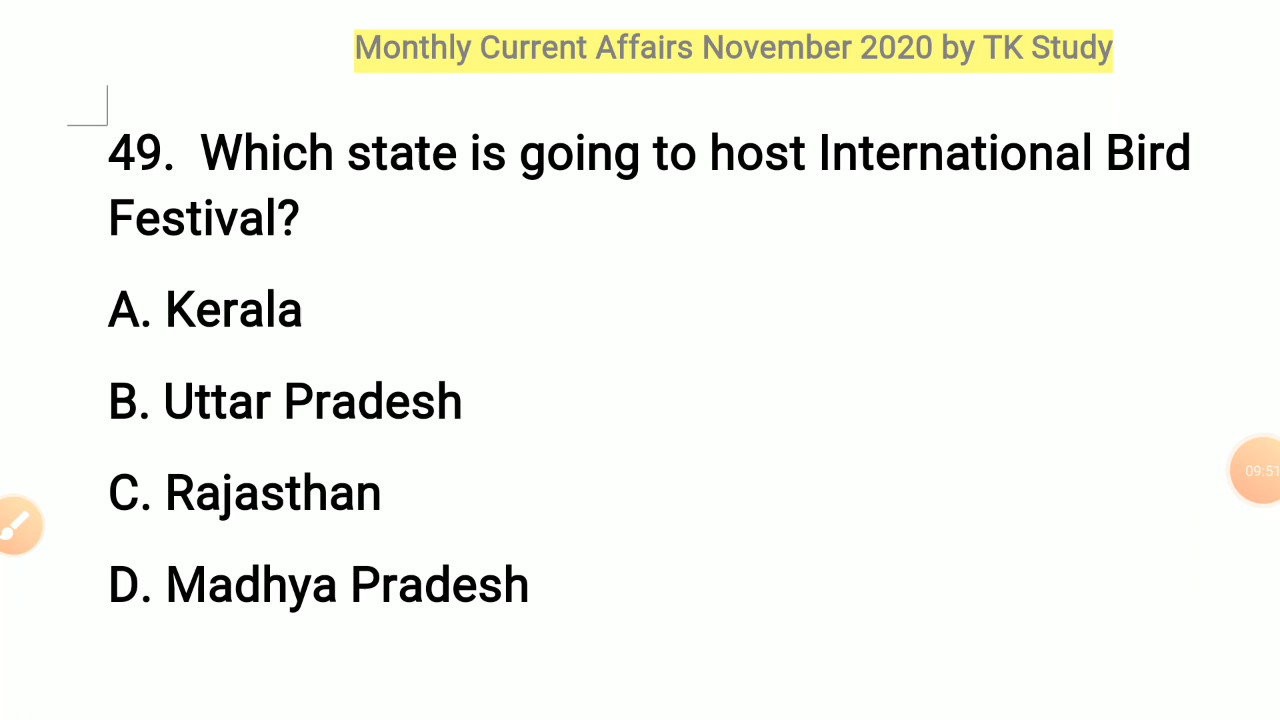 Monthly Current Affairs November 2020 by TK Study
49. Which state is going to host International Bird
Festival?
A. Kerala
B. Uttar Pradesh
09:51
C. Rajasthan
D. Madhya Pradesh